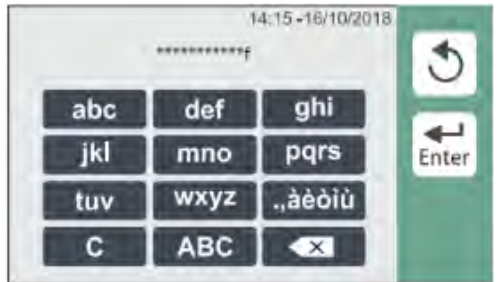 14:15 -16/10/2018
***********f
abc def ghi
jkl mno pqrs
Enter
tuv wxyz .,àèòìù
C ABC